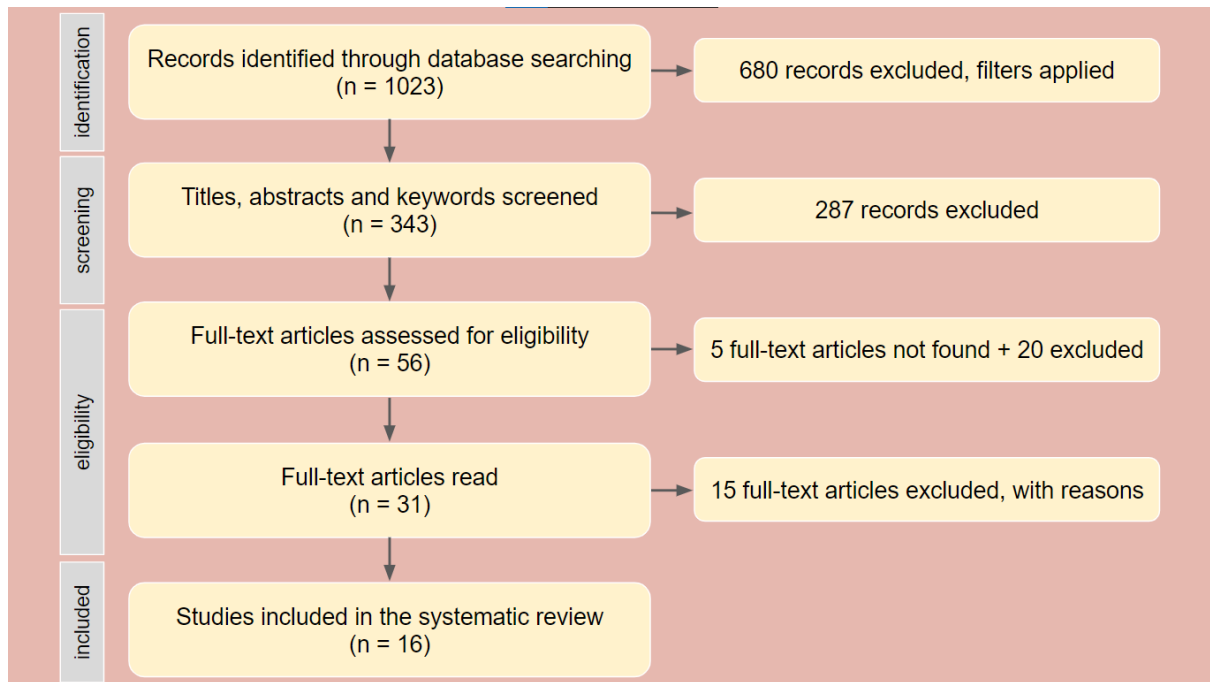 identification
Records identified through database searching
(n = 1023)
680 records excluded, filters applied
screening
Titles, abstracts and keywords screened
(n = 343)
287 records excluded
eligibility
Full-text articles assessed for eligibility
(n = 56)
5 full-text articles not found + 20 excluded
Full-text articles read
(n = 31)
15 full-text articles excluded, with reasons
included
Studies included in the systematic review
(n = 16)